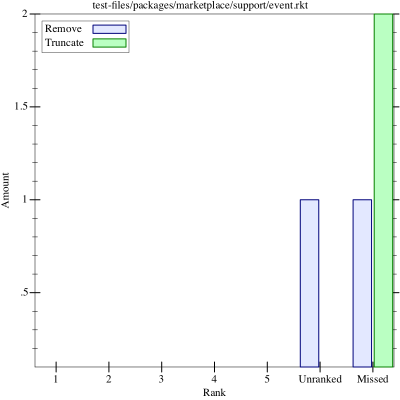 test-files/packages/marketplace/support/event.rkt
Remove
Truncate
2
1.5
1
.5
Amount
1 2 3 4 5 Unranked Missed
Rank